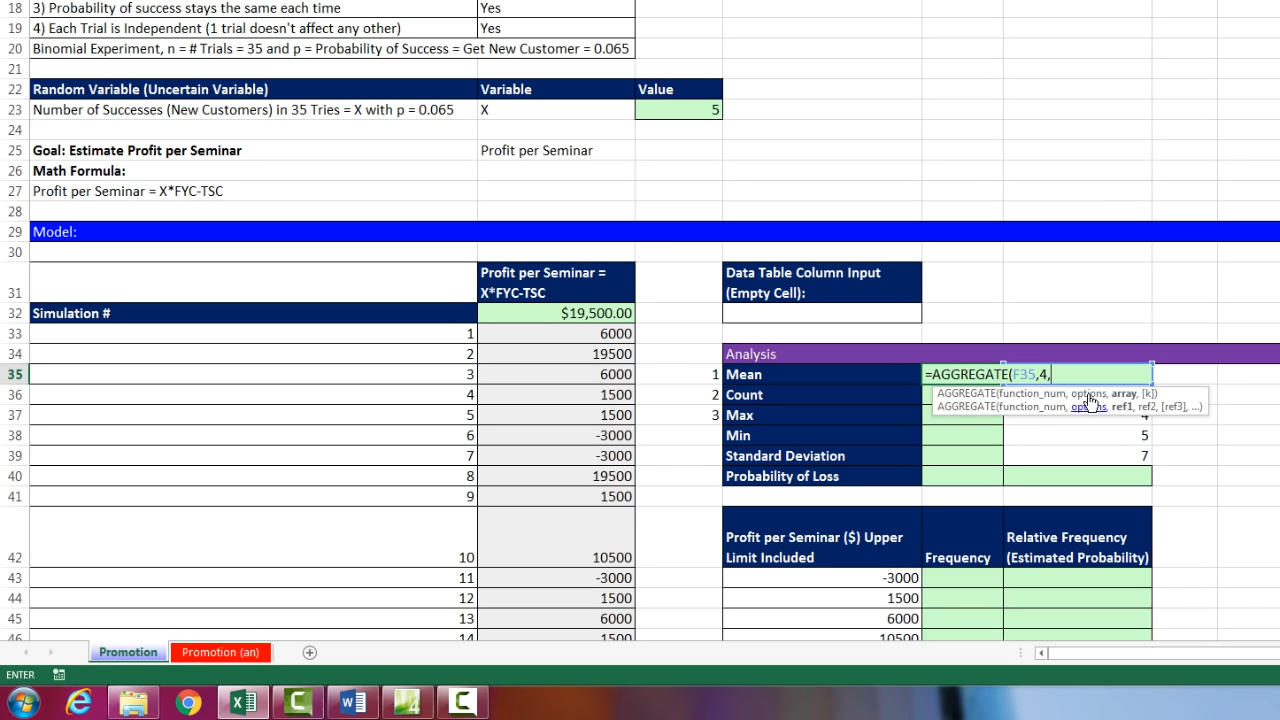 18 3) Probability of success stays the same each time Yes
19 4) Each Trial is Independent (1 trial doesn't affect any other) Yes
20 Binomial Experiment, n = # Trials = 35 and p = Probability of Success = Get New Customer = 0.065
21
22 Random Variable (Uncertain Variable) Variable Value
23 Number of Successes (New Customers) in 35 Tries = X with p = 0.065 X 5
24
25 Goal: Estimate Profit per Seminar Profit per Seminar
26 Math Formula:
27 Profit per Seminar = X*FYC-TSC
28
29 Model:
30
Profit per Seminar = Data Table Column Input
31 X*FYC-TSC (Empty Cell):
32 Simulation # $19,500.00
33 1 6000
34 2 19500 Analysis
35 3 6000 1 Mean =AGGREGATE(F35,4,
36 4 1500 2 Count
AGGREGATE(function_num, options, array, [k])
AGGREGATE(function_num, options, ref1, ref2, [ref3], ...)
37 5 1500 3 Max
38 6 -3000 Min 5
39 7 -3000 Standard Deviation 7
40 8 19500 Probability of Loss
41 9 1500
Profit per Seminar ($) Upper Relative Frequency
42 10 10500 Limit Included Frequency (Estimated Probability)
43 11 -3000 -3000
44 12 1500 1500
45 13 6000 6000
46 14 1500 10500
Promotion Promotion (an)
ENTER